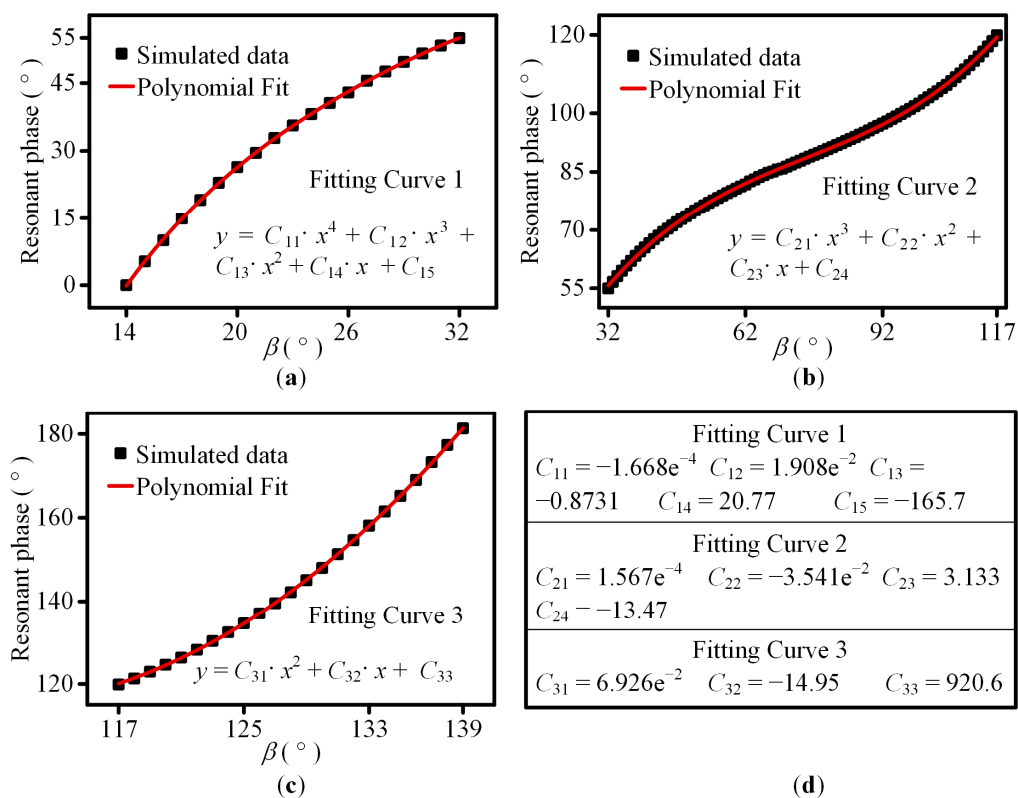 Resonant phase (°)
55
45
30
15
0
Simulated data
Polynomial Fit
Fitting Curve 1
y = C11· x⁴ + C12· x³ +
C13· x² + C14· x + C15
14 20 26 32
β (°)
(a)
Resonant phase (°)
120
100
85
70
55
Simulated data
Polynomial Fit
Fitting Curve 2
y = C21· x³ + C22· x² +
C23· x + C24
32 62 92 117
β (°)
(b)
Resonant phase (°)
180
160
140
120
Simulated data
Polynomial Fit
Fitting Curve 3
y = C31· x² + C32· x + C33
117 125 133 139
β (°)
(c)
Fitting Curve 1
C11 = −1.668e⁻⁴ C12 = 1.908e⁻² C13 =
−0.8731 C14 = 20.77 C15 = −165.7
Fitting Curve 2
C21 = 1.567e⁻⁴ C22 = −3.541e⁻² C23 = 3.133
C24 − −13.47
Fitting Curve 3
C31 = 6.926e⁻² C32 = −14.95 C33 = 920.6
(d)